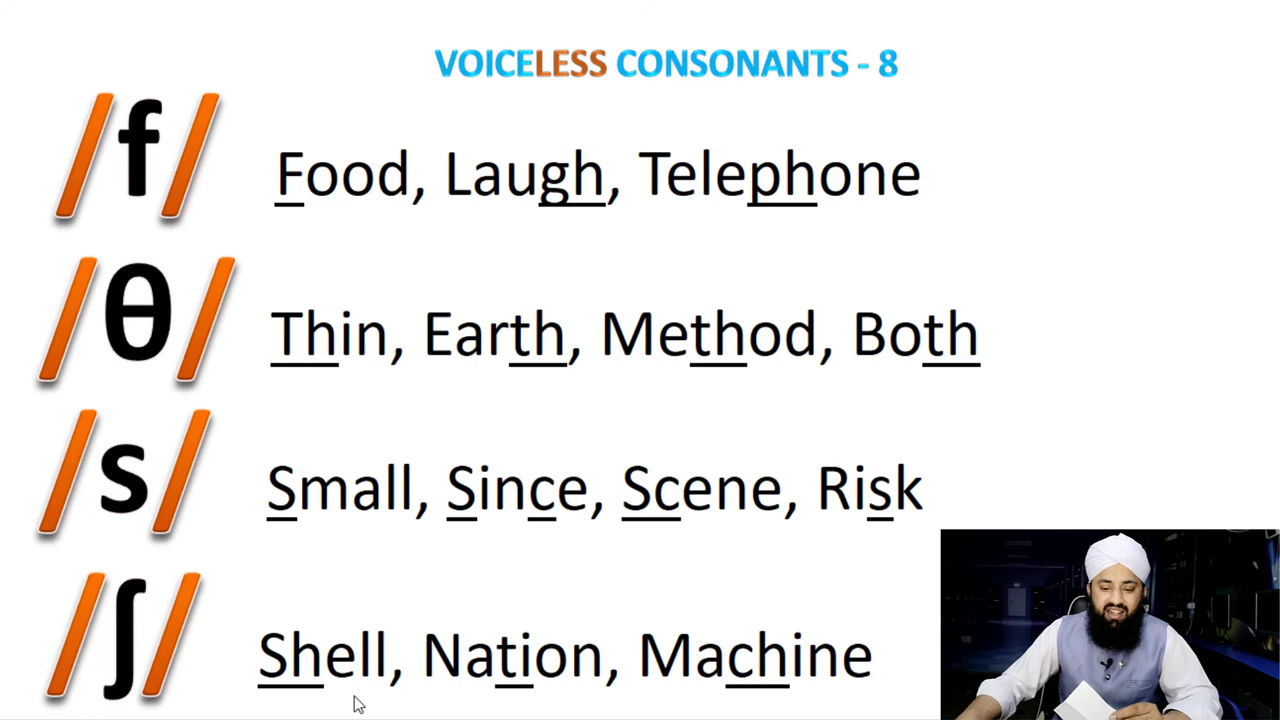 VOICELESS CONSONANTS - 8
/f/ Food, Laugh, Telephone
/θ/ Thin, Earth, Method, Both
/s/ Small, Since, Scene, Risk
/ʃ/ Shell, Nation, Machine